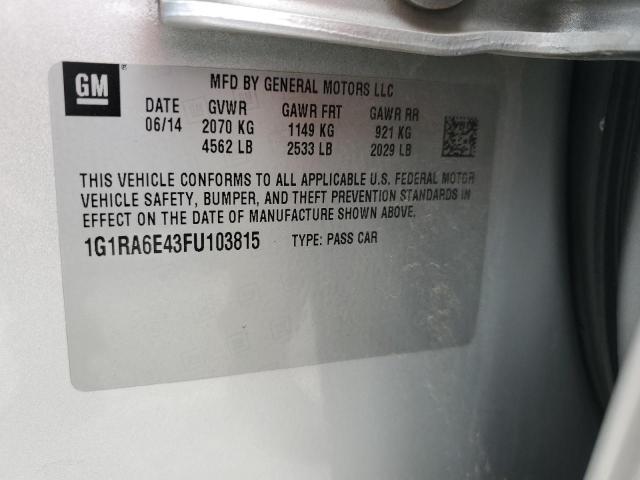 GM
MFD BY GENERAL MOTORS LLC
DATE GVWR GAWR FRT GAWR RR
06/14 2070 KG 1149 KG 921 KG
4562 LB 2533 LB 2029 LB
THIS VEHICLE CONFORMS TO ALL APPLICABLE U.S. FEDERAL MOTOR
VEHICLE SAFETY, BUMPER, AND THEFT PREVENTION STANDARDS IN
EFFECT ON THE DATE OF MANUFACTURE SHOWN ABOVE.
1G1RA6E43FU103815 TYPE: PASS CAR